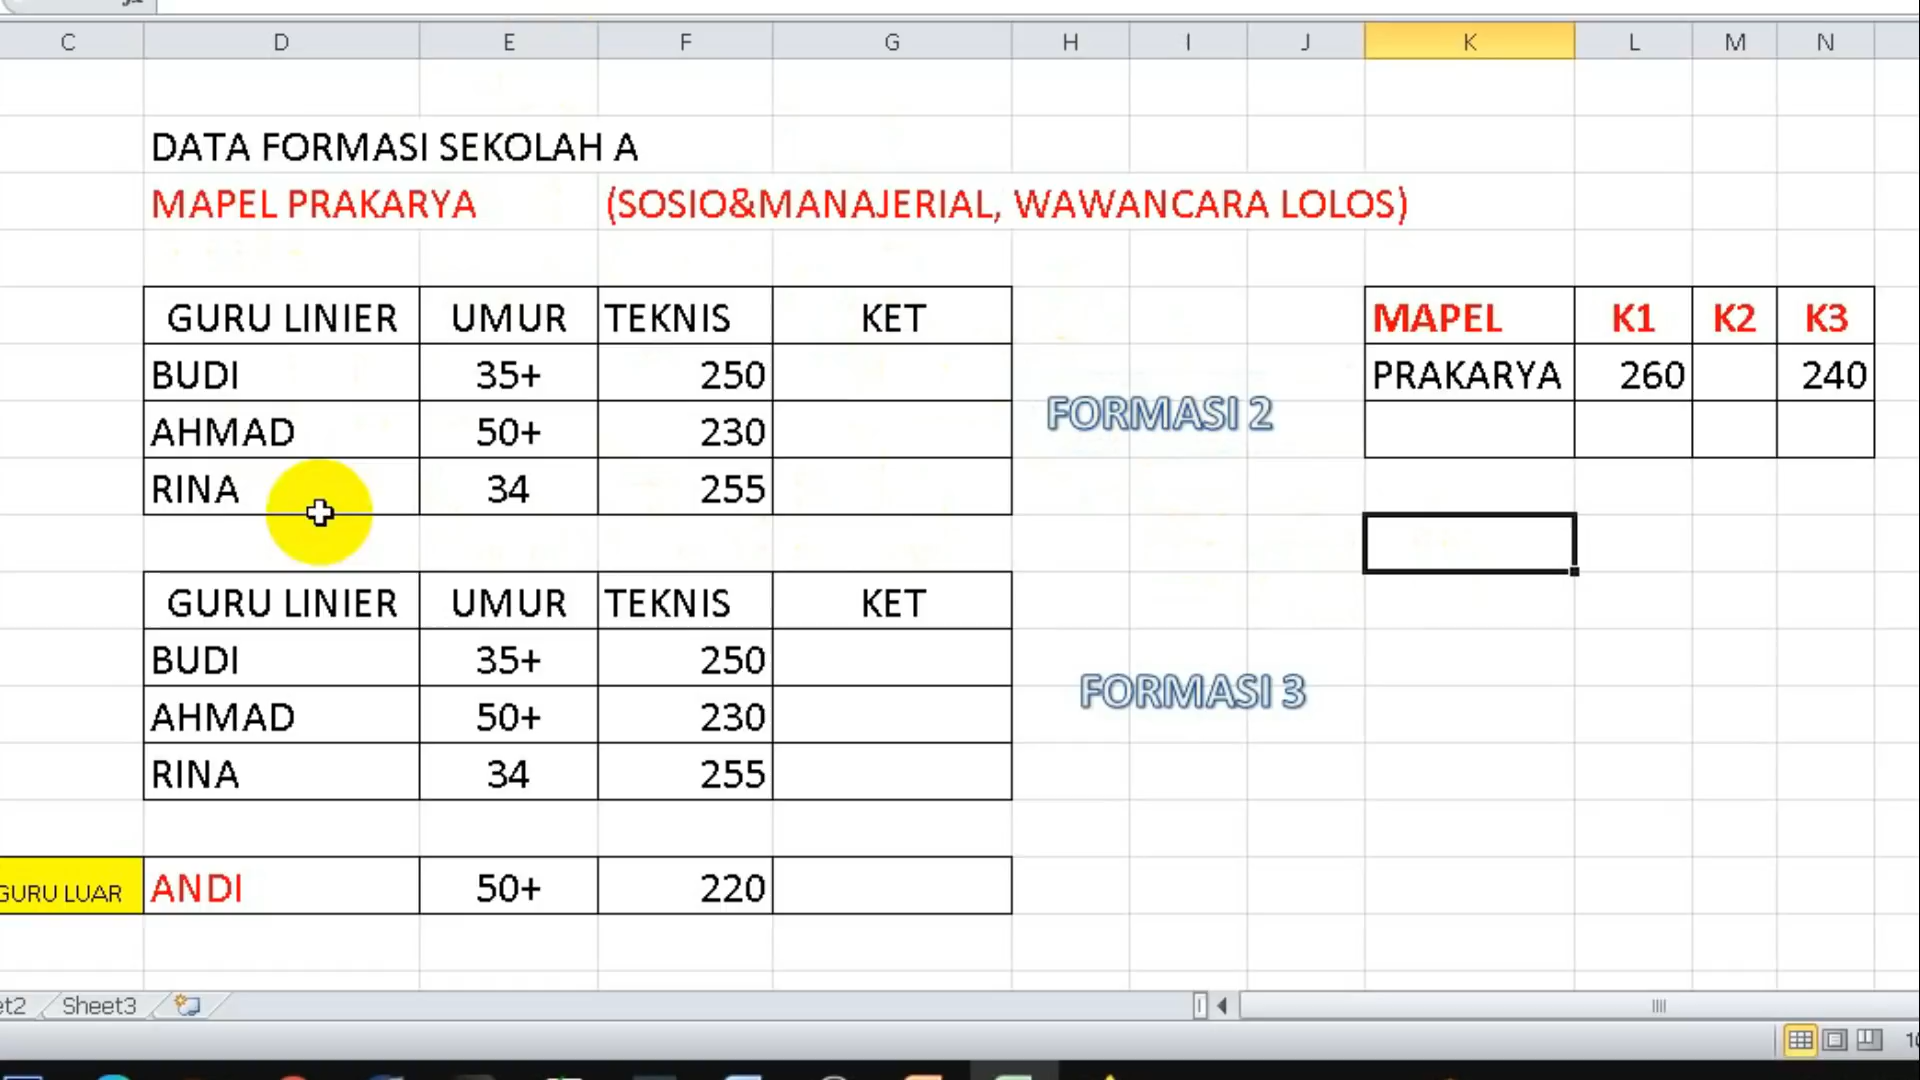 C D E F G H I J K L M N
DATA FORMASI SEKOLAH A
MAPEL PRAKARYA (SOSIO&MANAJERIAL, WAWANCARA LOLOS)
GURU LINIER UMUR TEKNIS KET
BUDI 35+ 250
AHMAD 50+ 230
RINA 34 255
FORMASI 2
MAPEL K1 K2 K3
PRAKARYA 260 240
GURU LINIER UMUR TEKNIS KET
BUDI 35+ 250
AHMAD 50+ 230
RINA 34 255
FORMASI 3
GURU LUAR ANDI 50+ 220
Sheet3